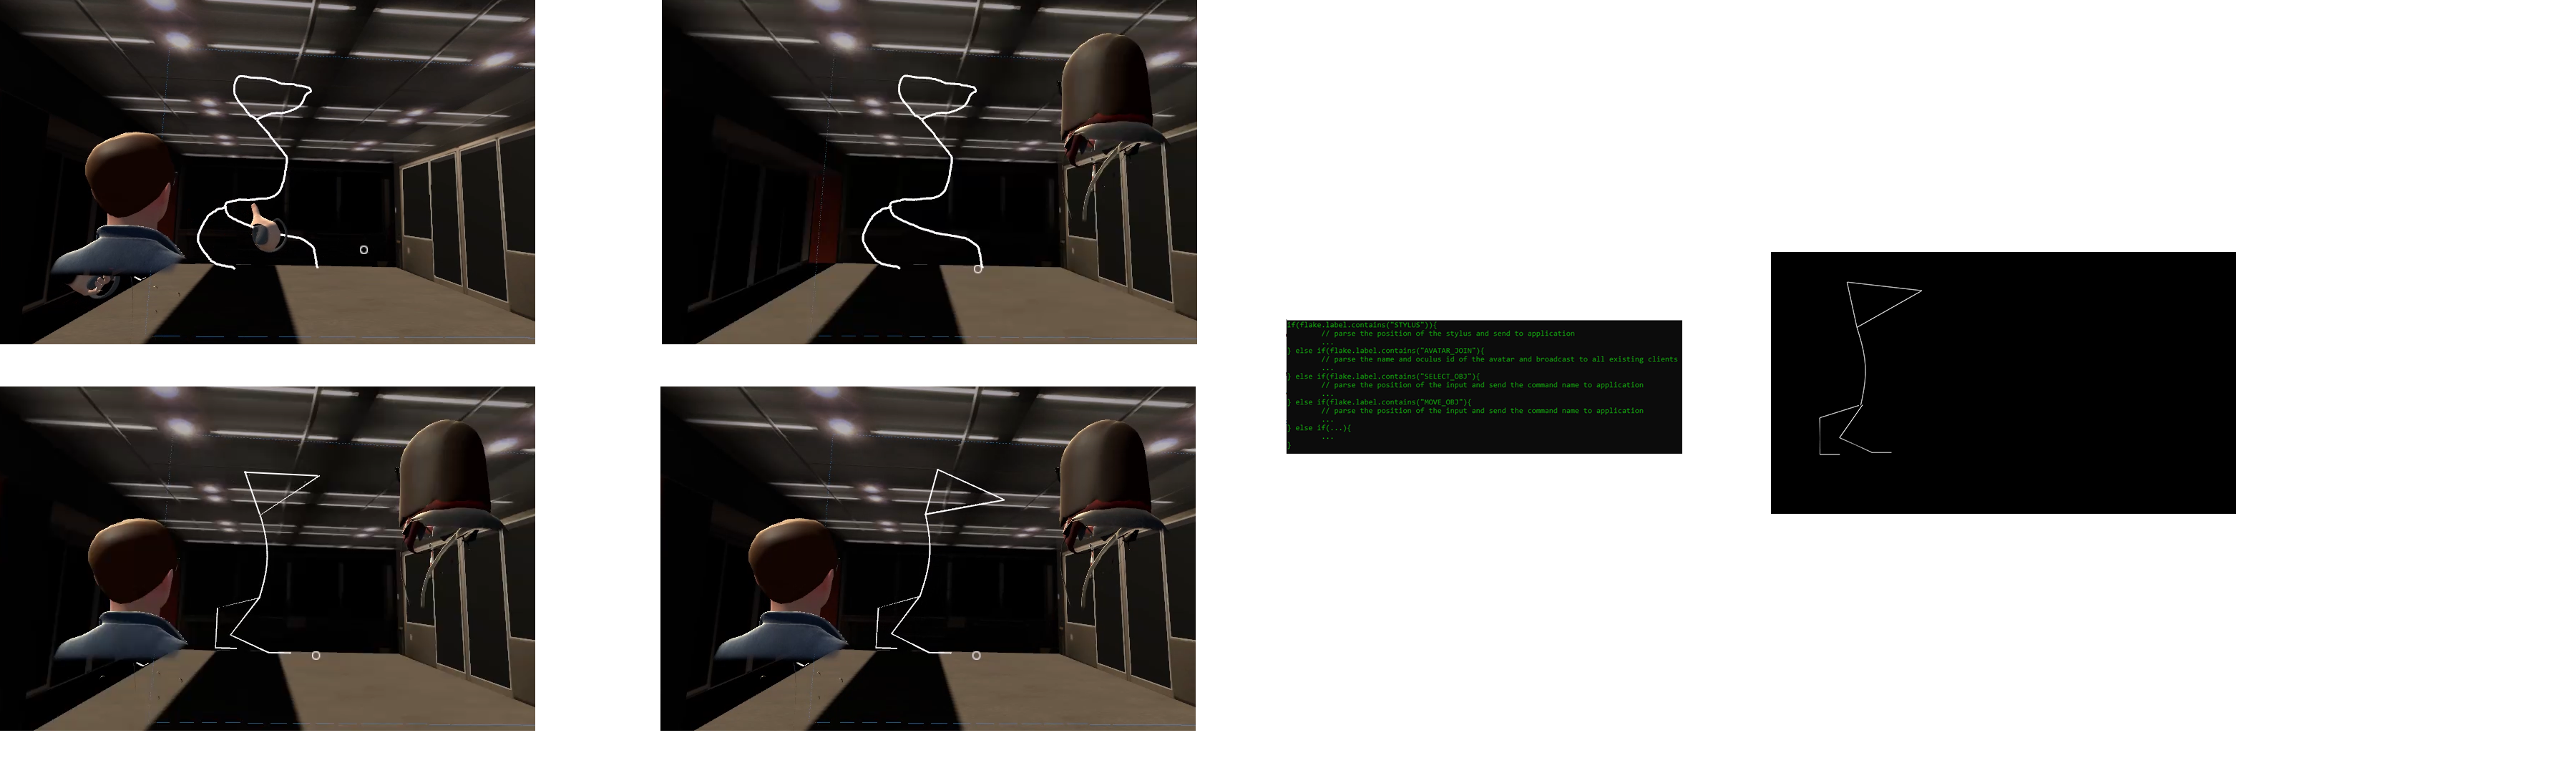 if(flake.label.contains("STYLUS")){
// parse the position of the stylus and send to application
...
} else if(flake.label.contains("AVATAR_JOIN"){
// parse the name and oculus id of the avatar and broadcast to all existing clients
...
} else if(flake.label.contains("SELECT_OBJ"){
// parse the position of the input and send the command name to application
...
} else if(flake.label.contains("MOVE_OBJ"){
// parse the position of the input and send the command name to application
...
} else if(...){
...
}